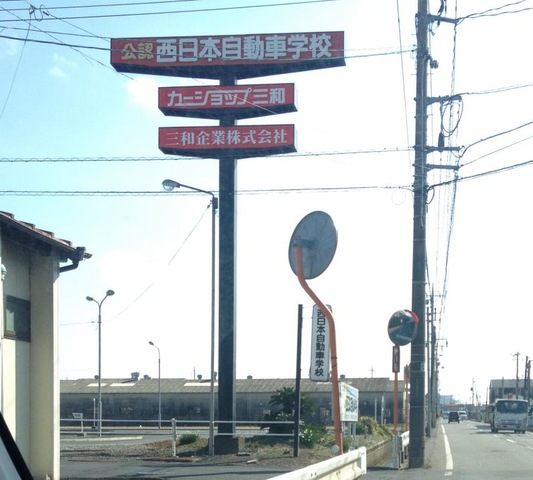 公認 西日本自動車学校
カーショップ三和
三和企業株式会社
西日本自動車学校